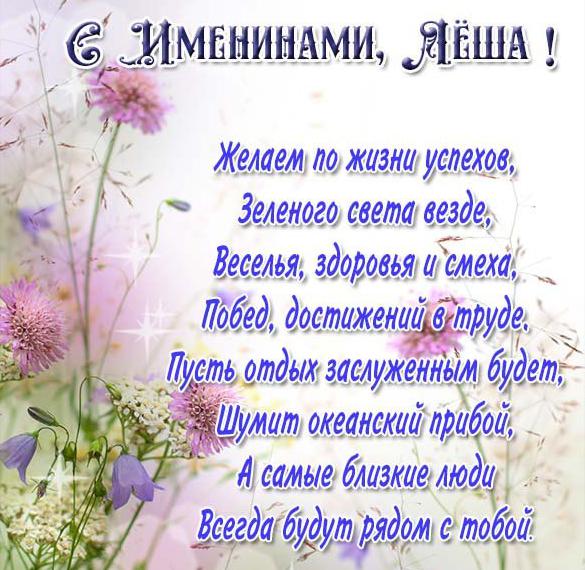 С Именинами, Лёша !
Желаем по жизни успехов,
Зеленого света везде,
Веселья, здоровья и смеха,
Побед, достижений в труде.
Пусть отдых заслуженным будет,
Шумит океанский прибой,
А самые близкие люди
Всегда будут рядом с тобой.